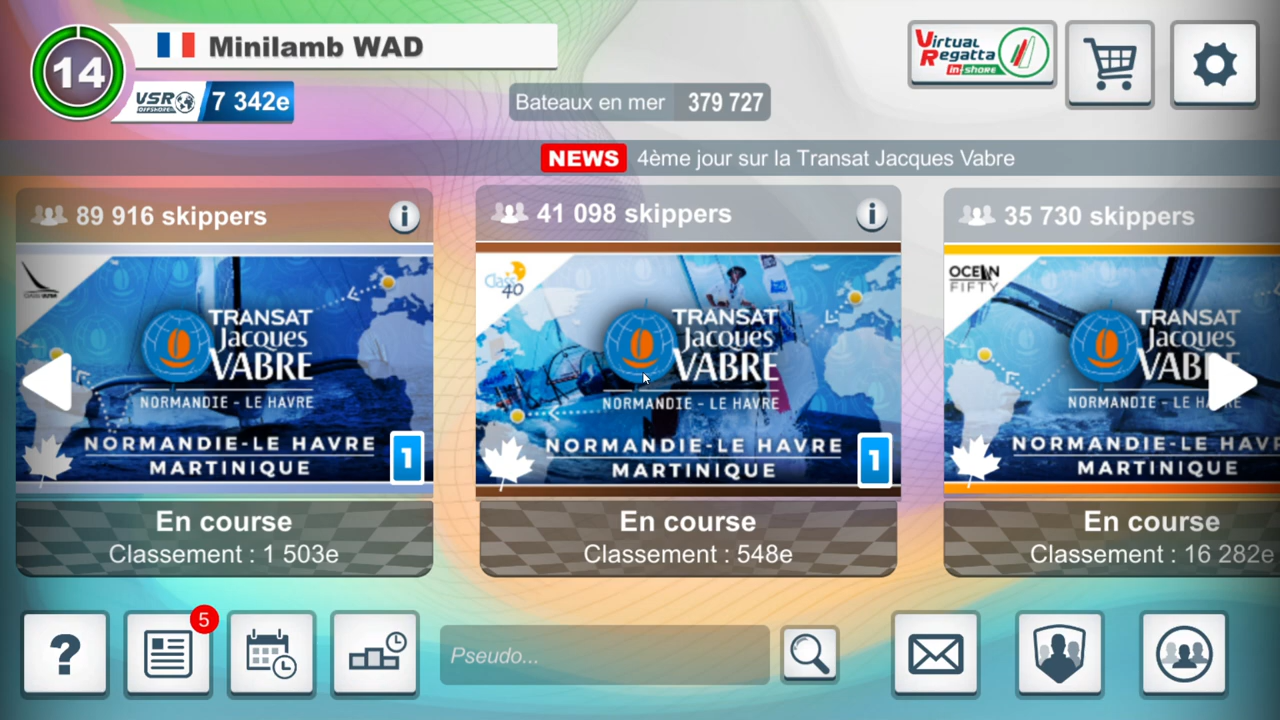 14
Minilamb WAD
VSR
OFFSHORE
7 342e
Bateaux en mer 379 727
Virtual
Regatta
in-shore
NEWS 4ème jour sur la Transat Jacques Vabre
89 916 skippers
i
TRANSAT
Jacques
VABRE
NORMANDIE - LE HAVRE
NORMANDIE-LE HAVRE
MARTINIQUE
1
En course
Classement : 1 503e
41 098 skippers
i
Class
40
TRANSAT
Jacques
VABRE
NORMANDIE - LE HAVRE
NORMANDIE-LE HAVRE
MARTINIQUE
1
En course
Classement : 548e
35 730 skippers
OCEAN
FIFTY
TRANSAT
Jacques
VAB
NORMANDIE - LE HAVRE
NORMANDIE-LE HAV
MARTINIQUE
En course
Classement : 16 282e
?
5
Pseudo...